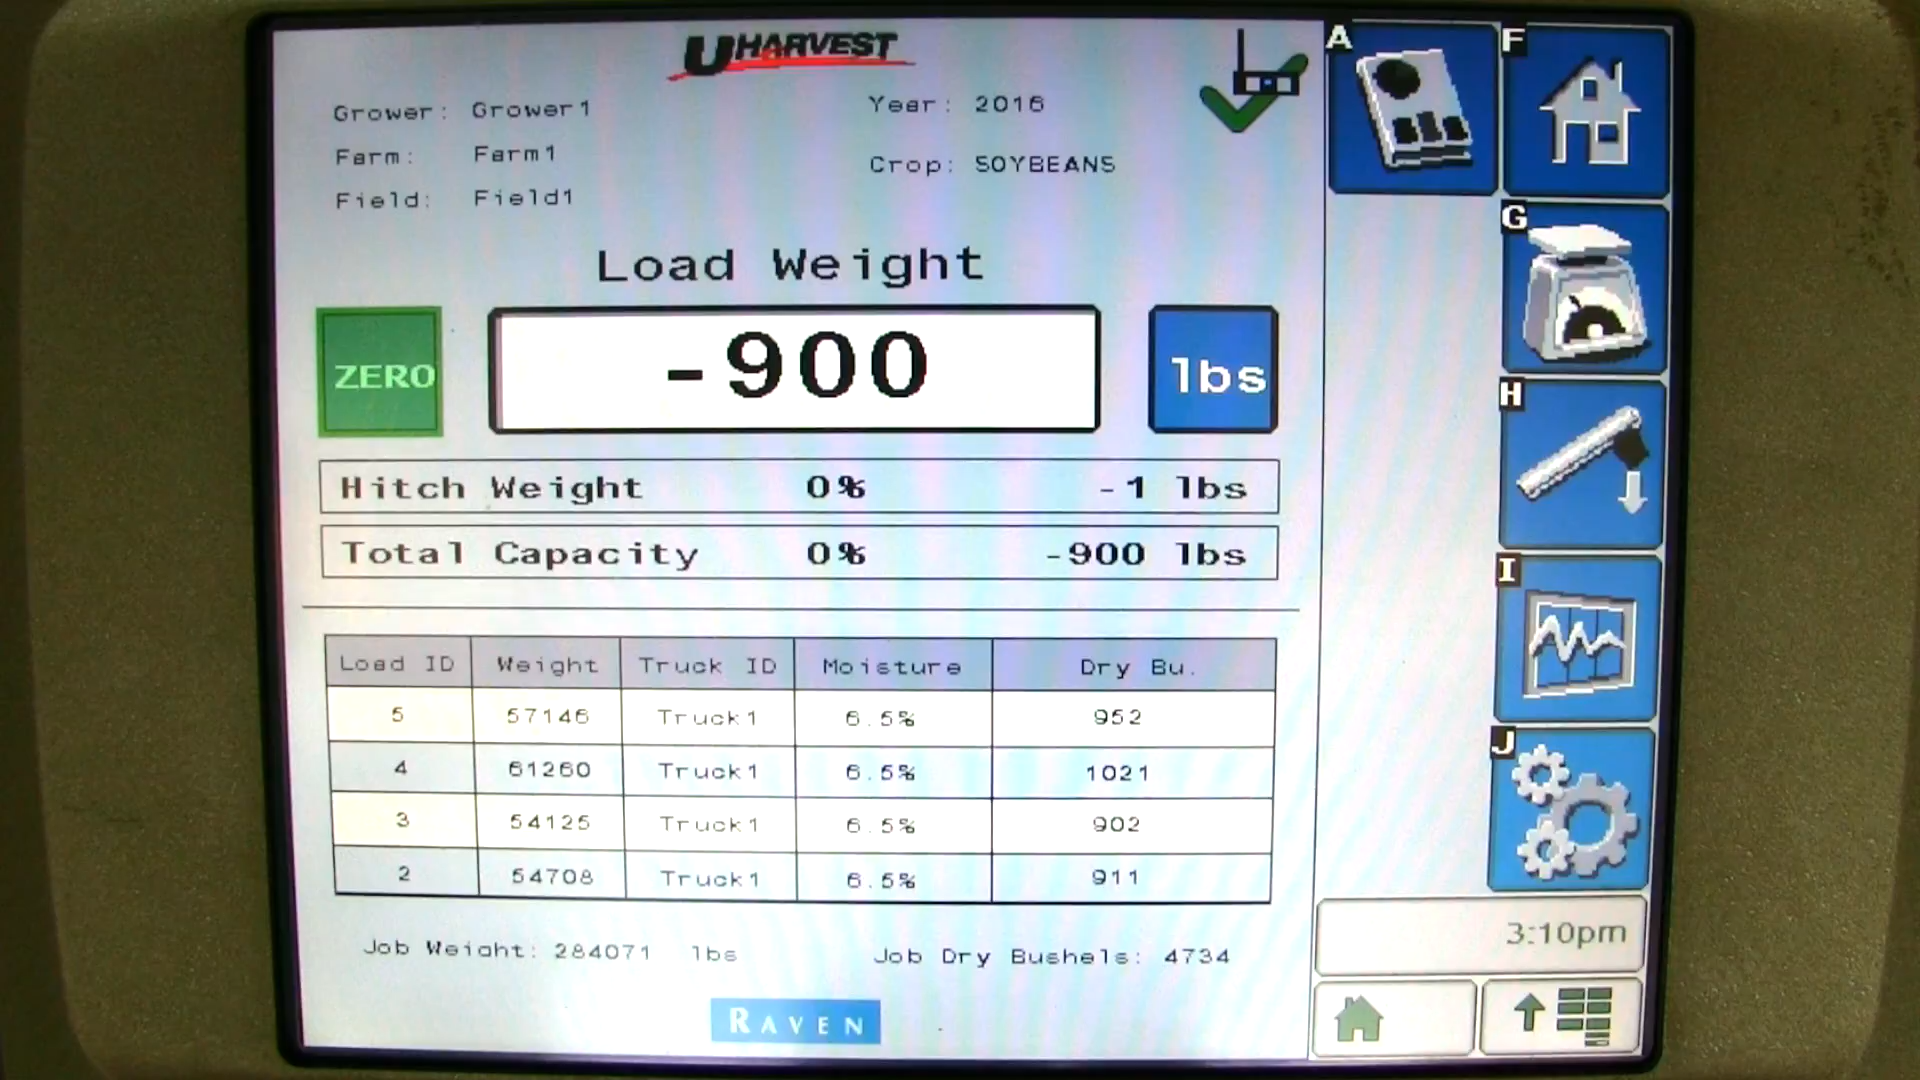 UHARVEST
Grower: Grower1
Year: 2016
Farm: Farm1
Crop: SOYBEANS
Field: Field1
Load Weight
ZERO
-900
lbs
Hitch Weight 0% -1 lbs
Total Capacity 0% -900 lbs
Load ID Weight Truck ID Moisture Dry Bu.
5 57146 Truck1 6.5% 952
4 61260 Truck1 6.5% 1021
3 54125 Truck1 6.5% 902
2 54708 Truck1 6.5% 911
Job Weight: 284071 lbs
Job Dry Bushels: 4734
RAVEN
A
F
G
H
I
J
3:10pm